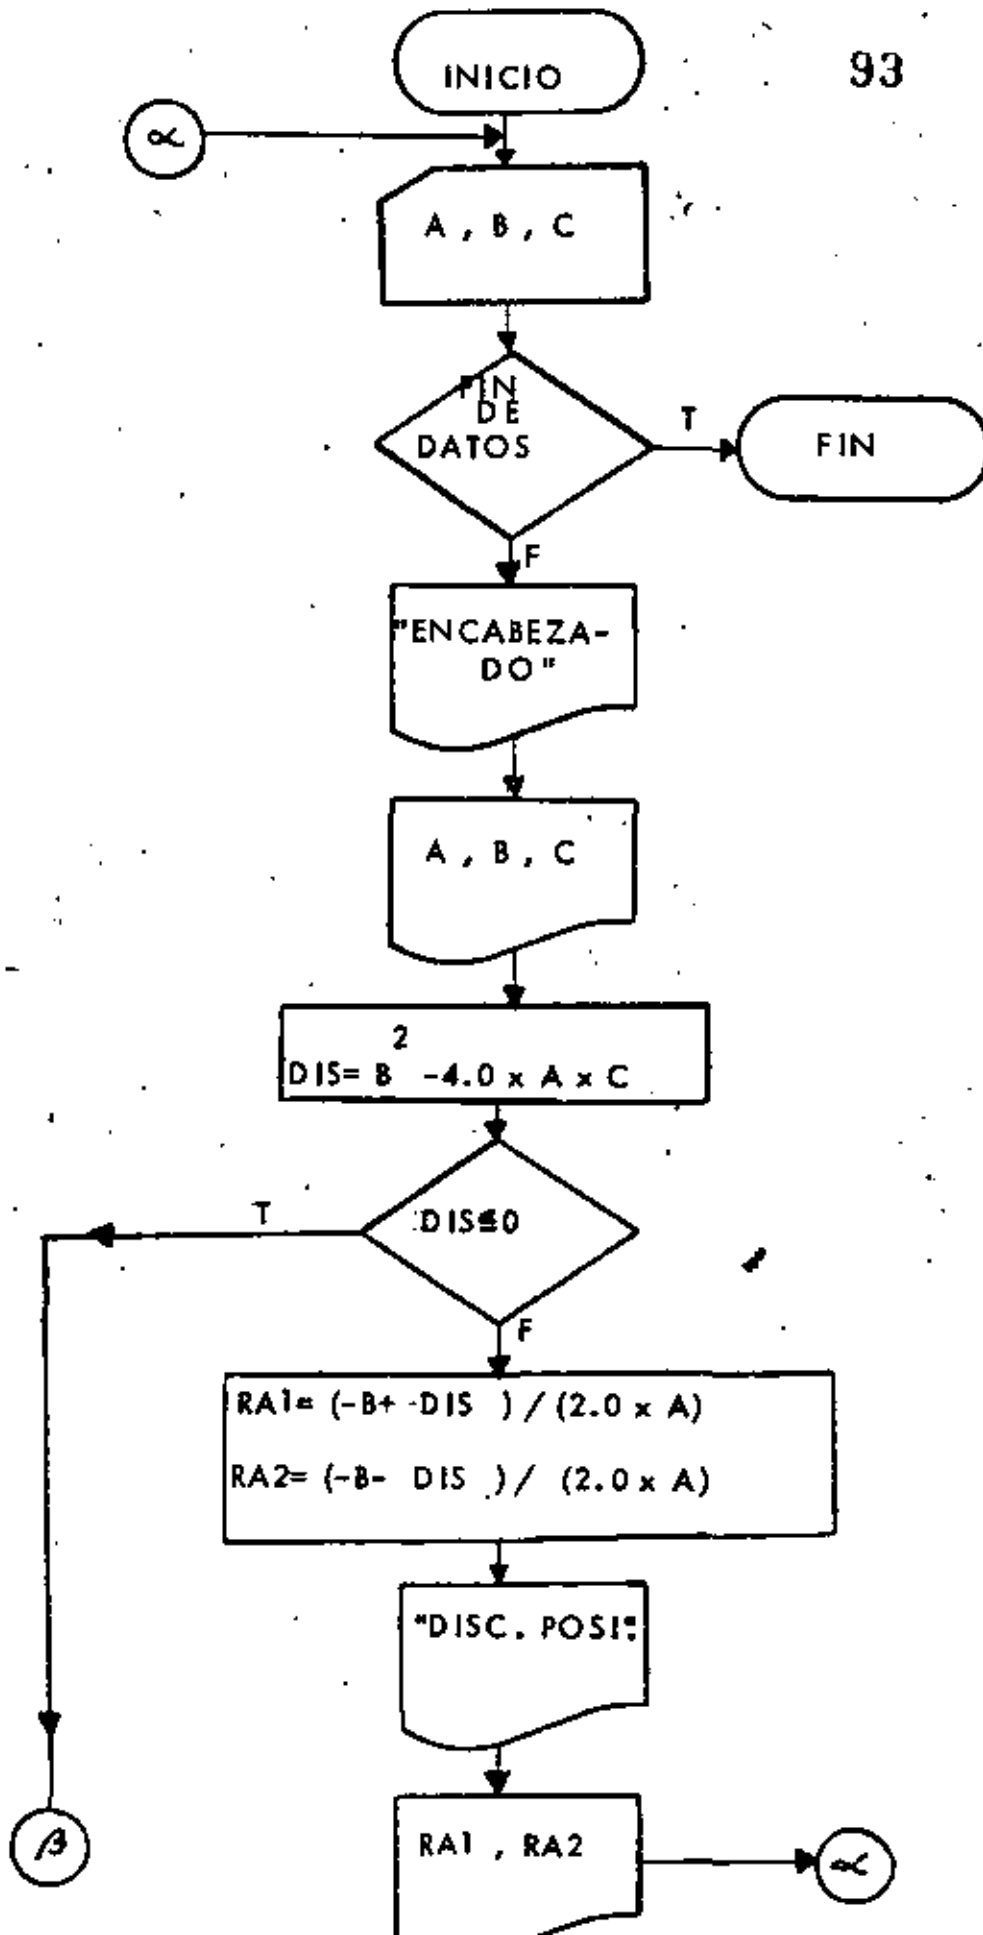 93
INICIO
α
A , B , C
FIN
DE
DATOS
T
FIN
F
"ENCABEZA-
DO"
A , B , C
2
DIS= B -4.0 x A x C
T
DIS≦0
F
RA1= (-B+ -DIS ) / (2.0 x A)
RA2= (-B- DIS ) / (2.0 x A)
"DISC. POSI"
β
RA1 , RA2
α